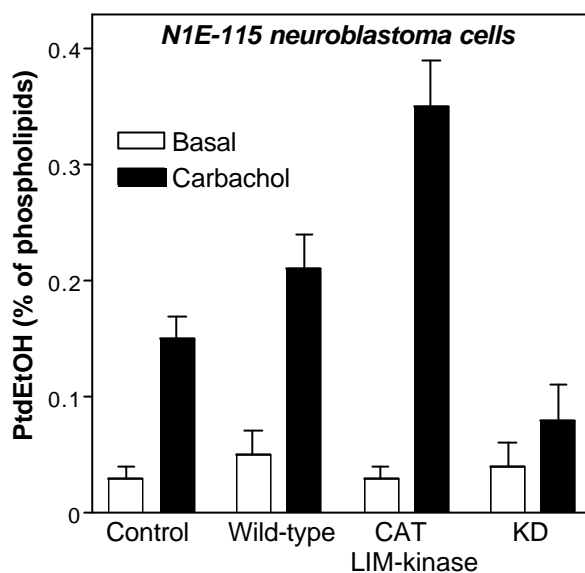 N1E-115 neuroblastoma cells
Basal
Carbachol
PtdEtOH (% of phospholipids)
0.4
0.3
0.2
0.1
0
Control Wild-type CAT KD
LIM-kinase